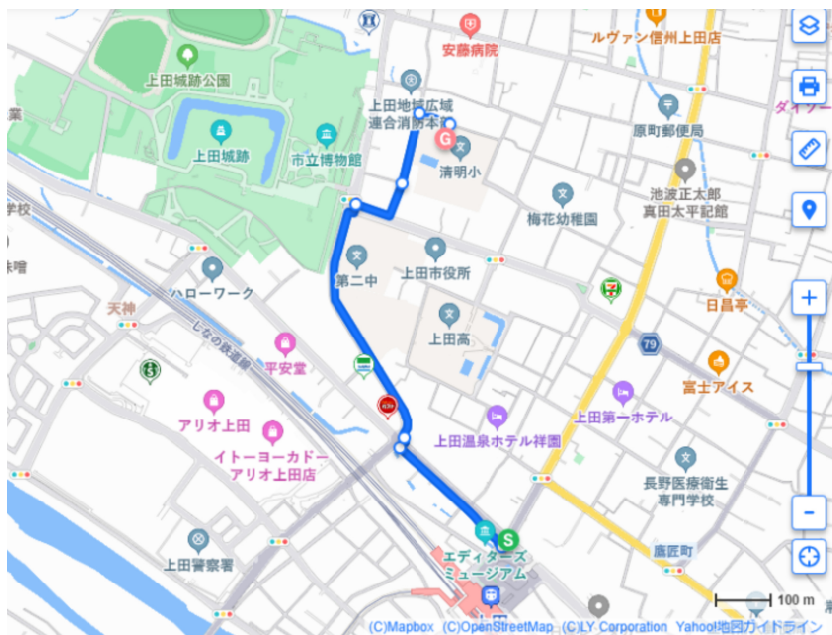 ルヴァン信州上田店
安藤病院
上田城跡公園
上田地域広域
連合消防本部
原町郵便局
上田城跡
市立博物館
G
清明小
池波正太郎
真田太平記館
梅花幼稚園
学校
味噌
ハローワーク
第二中
上田市役所
日昌亭
天神
しなの鉄道線
上田高
79
平安堂
富士アイス
アリオ上田
上田第一ホテル
上田温泉ホテル祥園
イトーヨーカドー
アリオ上田店
長野医療衛生
専門学校
S
上田警察署
エディターズ
ミュージアム
鷹匠町
上田
100 m
(C)Mapbox (C)OpenStreetMap (C)LY Corporation Yahoo!地図ガイドライン